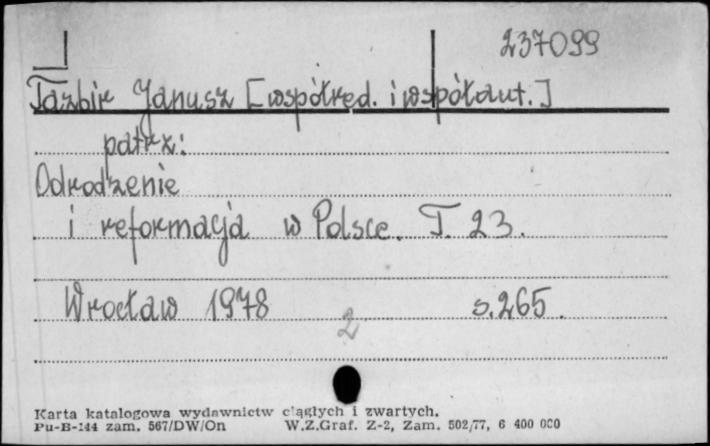 237099
Tazbir Janusz [współred. i współaut.]
patrz:
Odrodzenie
i reformacja w Polsce. T. 23.
Wrocław 1978 s. 265.
2
Karta katalogowa wydawnictw ciągłych i zwartych.
Pu-B-144 zam. 567/DW/On W.Z.Graf. Z-2, Zam. 502/77, 6 400 000